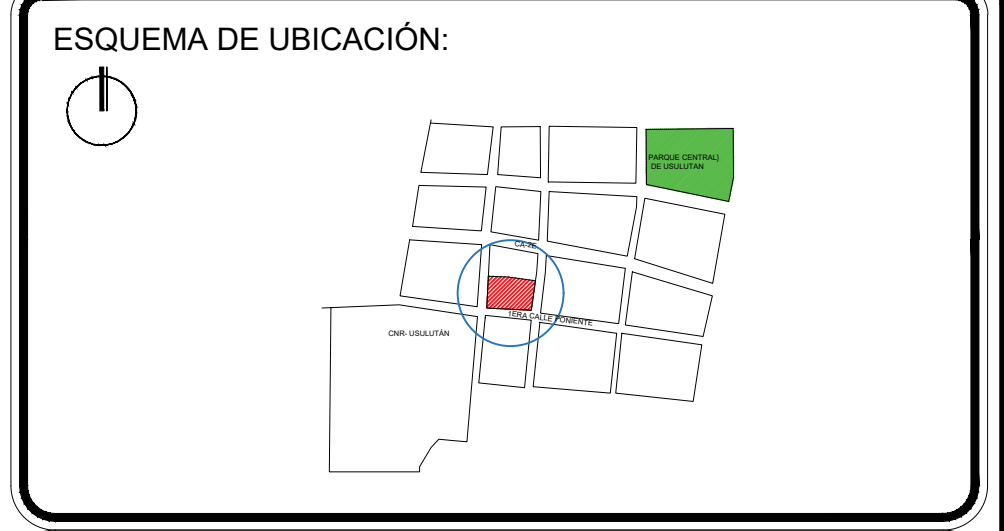 ESQUEMA DE UBICACIÓN:
PARQUE CENTRAL}
DE USULUTAN
CA-2E
1ERA CALLE PONIENTE
CNR- USULUTÁN